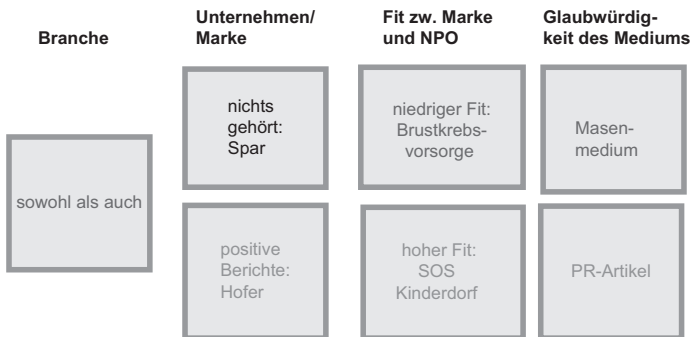 Branche
Unternehmen/
Marke
Fit zw. Marke
und NPO
Glaubwürdig-
keit des Mediums
sowohl als auch
nichts
gehört:
Spar
niedriger Fit:
Brustkrebs-
vorsorge
Masen-
medium
positive
Berichte:
Hofer
hoher Fit:
SOS
Kinderdorf
PR-Artikel